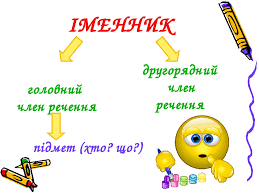 ІМЕННИК
головний
член речення
другорядний
член
речення
підмет (хто? що?)